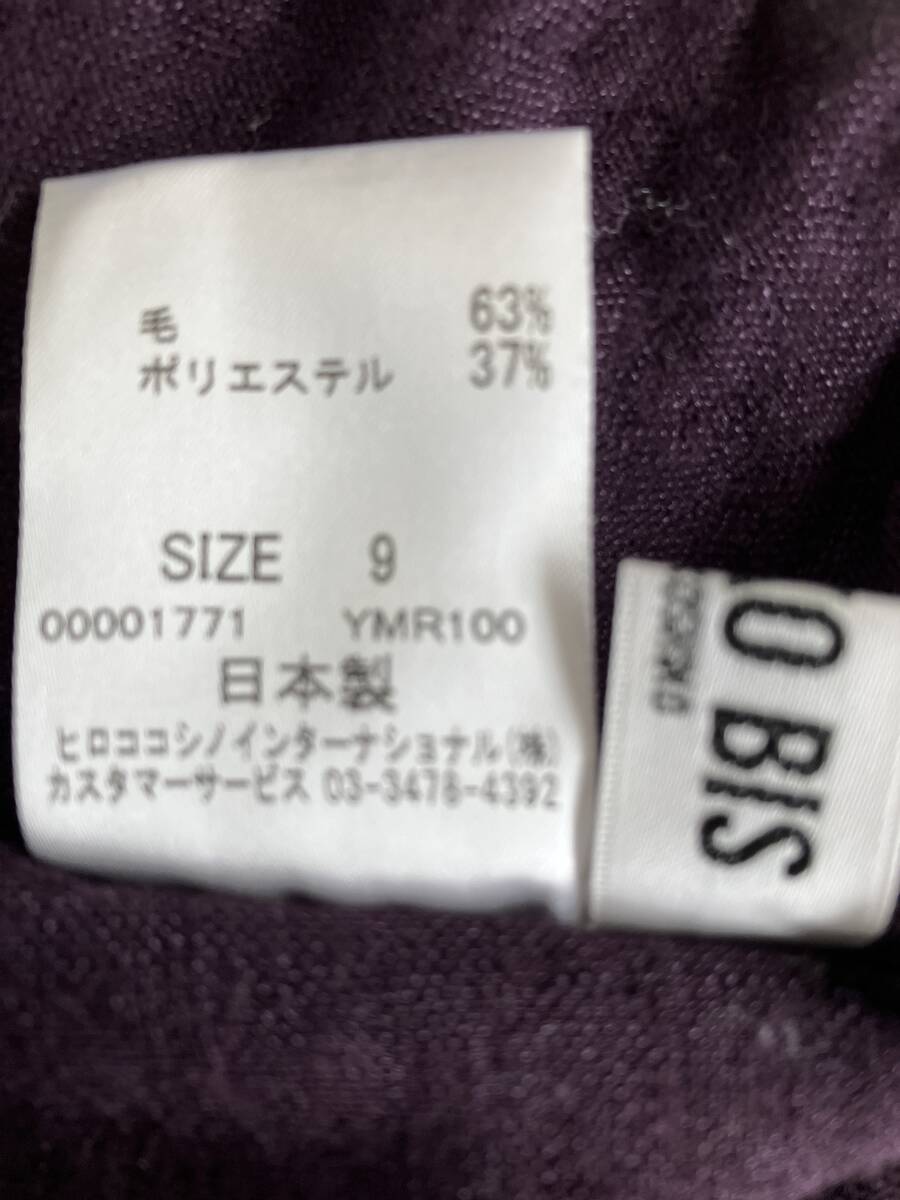 毛 63%
ポリエステル 37%
SIZE 9
00001771 YMR100
日本製
ヒロココシノインターナショナル(株)
カスタマーサービス 03-3478-4392
O BIS